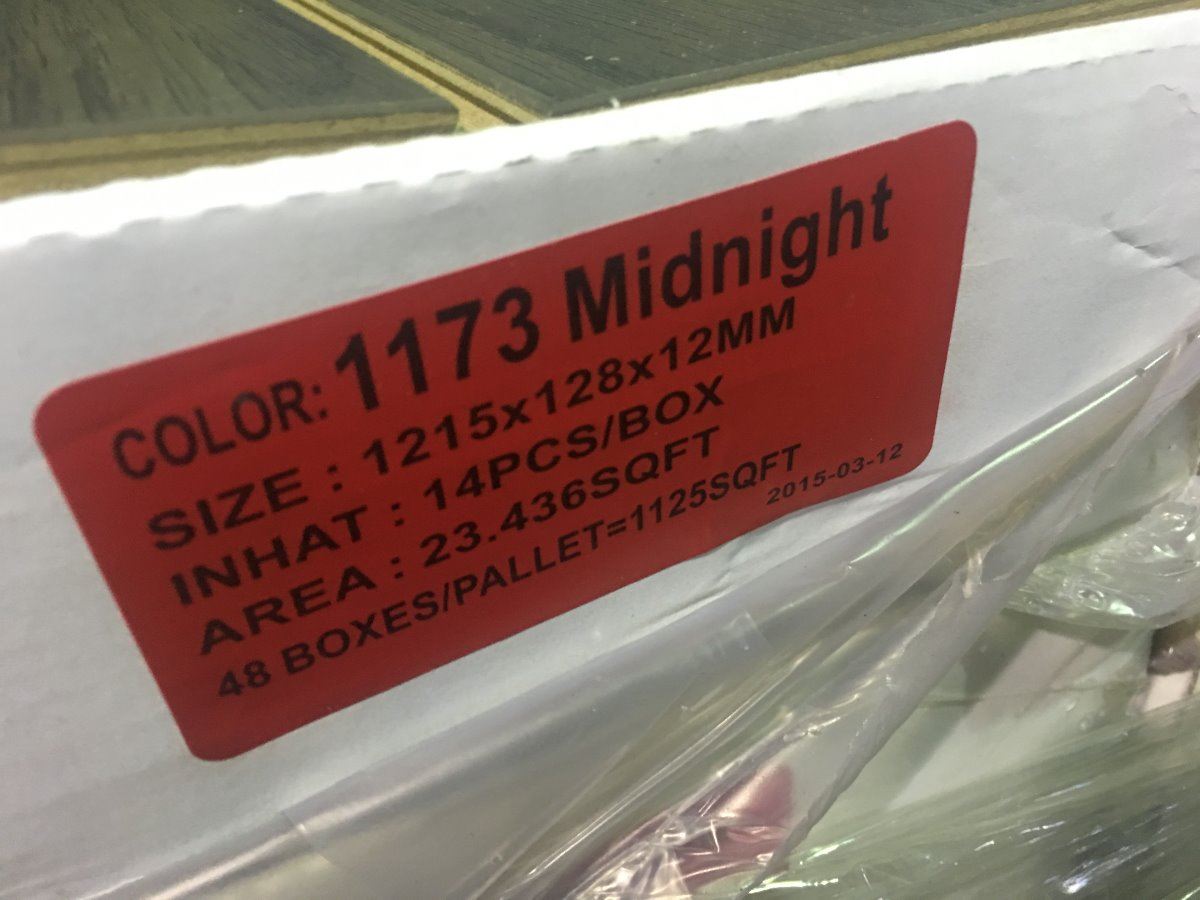 COLOR: 1173 Midnight
SIZE : 1215x128x12MM
INHAT : 14PCS/BOX
AREA : 23.436SQFT
48 BOXES/PALLET=1125SQFT
2015-03-12